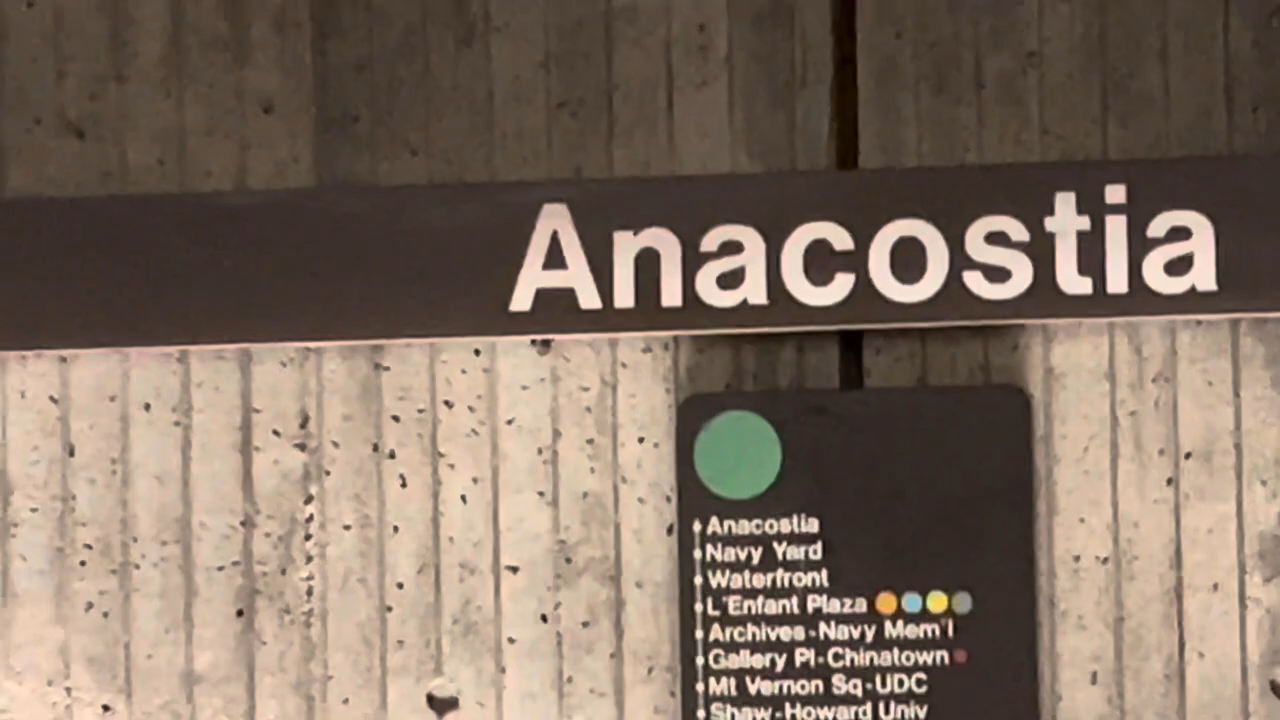 Anacostia
Anacostia
Navy Yard
Waterfront
L'Enfant Plaza
Archives-Navy Mem'l
Gallery Pl-Chinatown
Mt Vernon Sq-UDC
Shaw-Howard Univ